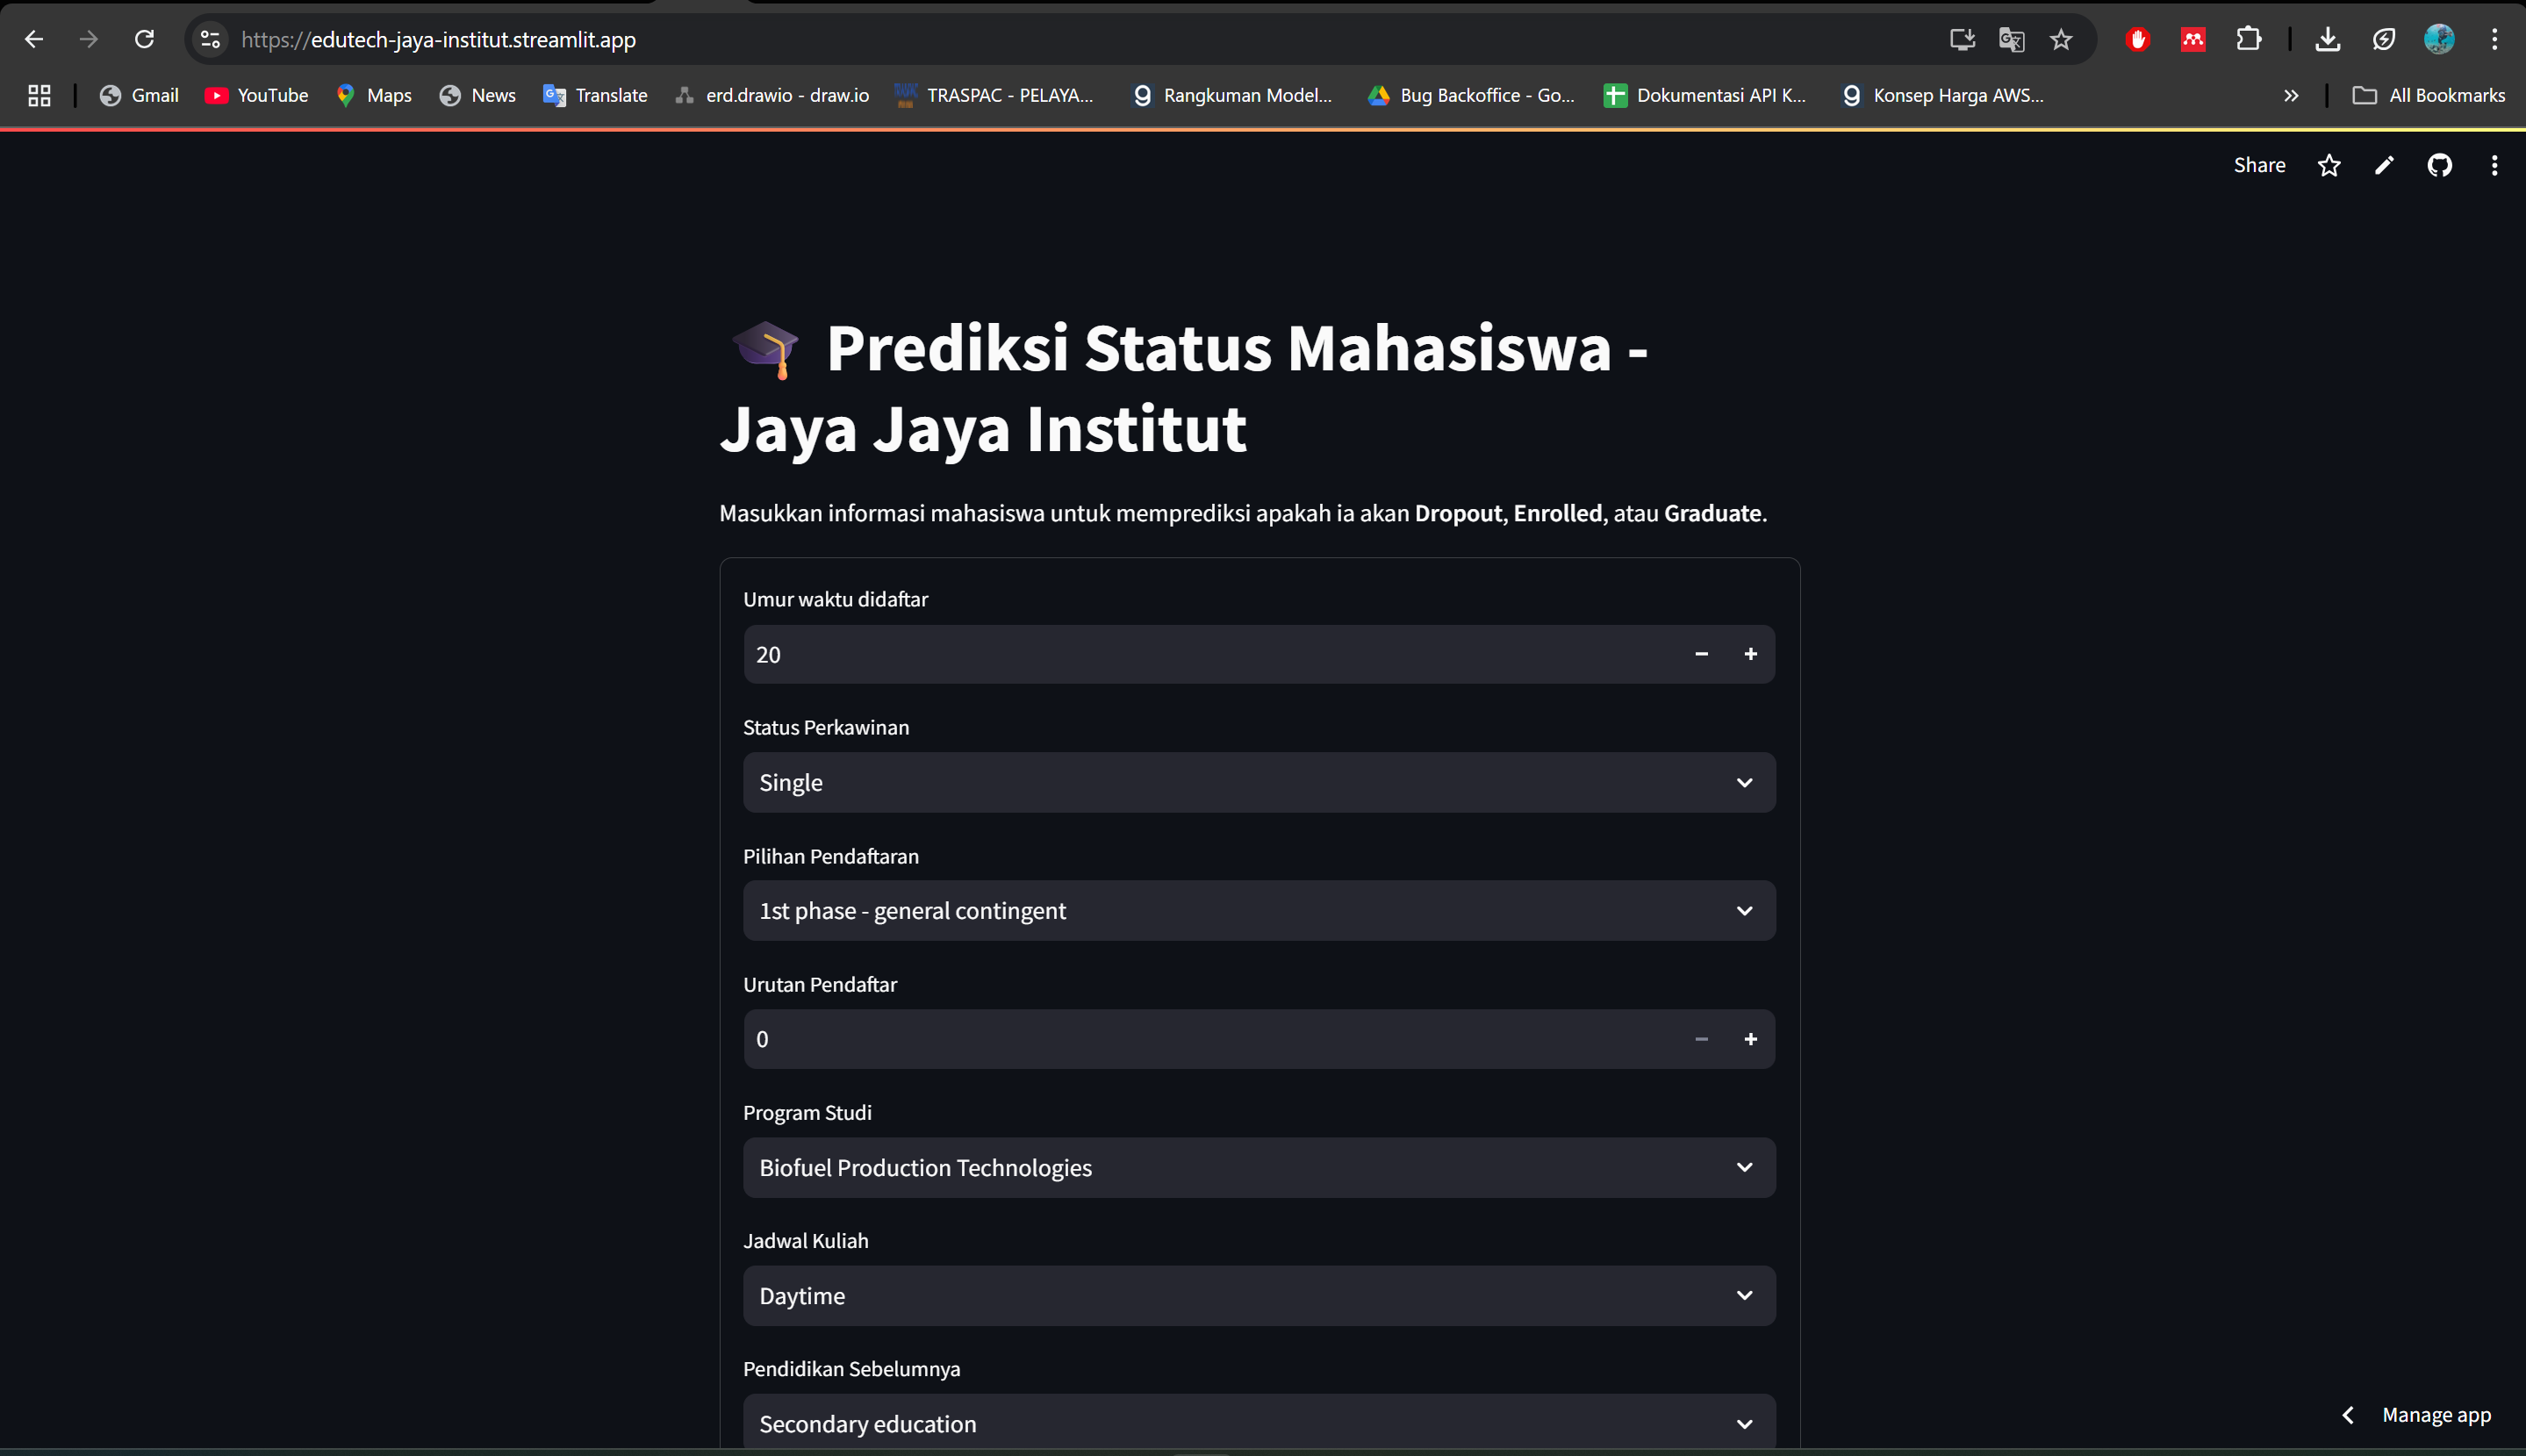 https://edutech-jaya-institut.streamlit.app
Gmail
YouTube
Maps
News
Translate
erd.drawio - draw.io
TRASPAC - PELAYA...
Rangkuman Model...
Bug Backoffice - Go...
Dokumentasi API K...
Konsep Harga AWS...
All Bookmarks
Share
Prediksi Status Mahasiswa -
Jaya Jaya Institut
Masukkan informasi mahasiswa untuk memprediksi apakah ia akan Dropout, Enrolled, atau Graduate.
Umur waktu didaftar
20
Status Perkawinan
Single
Pilihan Pendaftaran
1st phase - general contingent
Urutan Pendaftar
0
Program Studi
Biofuel Production Technologies
Jadwal Kuliah
Daytime
Pendidikan Sebelumnya
Secondary education
Manage app